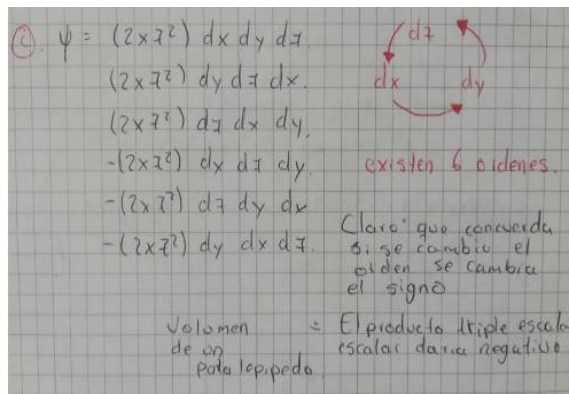 c. ψ = (2xz²) dx dy dz
(2xz²) dy dz dx.
(2xz²) dz dx dy.
-(2xz²) dx dz dy.
-(2xz²) dz dy dx
-(2xz²) dy dx dz.
dz
dx dy
existen 6 ordenes.
Claro que concuerda
si se cambia el
orden se cambia
el signo
Volumen = El producto triple escala
de un escalar daria negativo
paralepipedo.